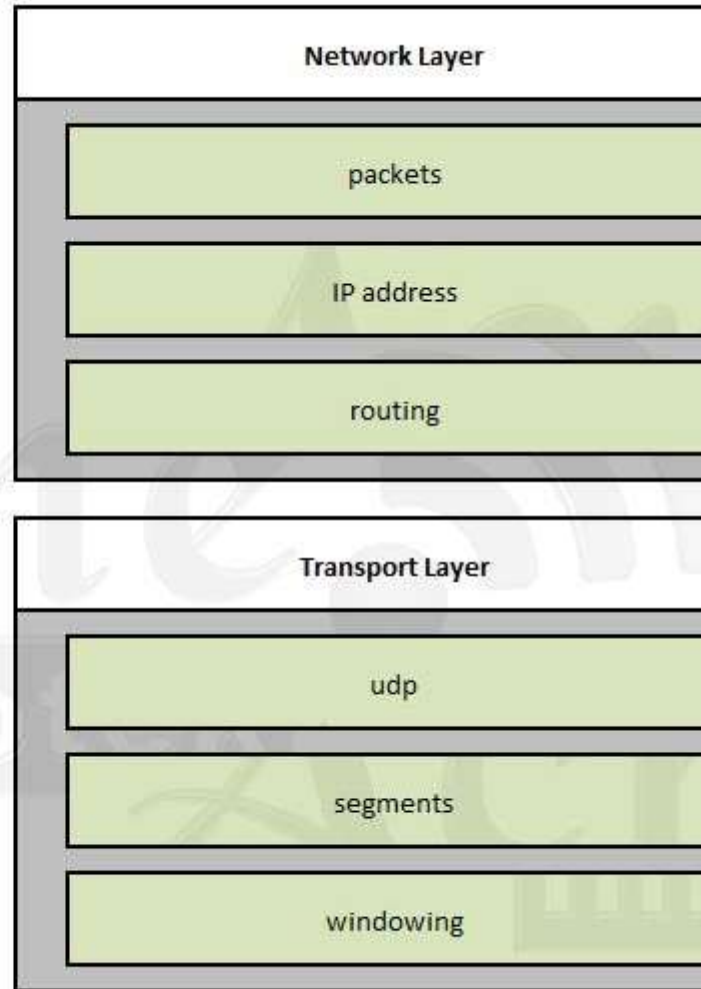 Network Layer
packets
IP address
routing
Transport Layer
udp
segments
windowing